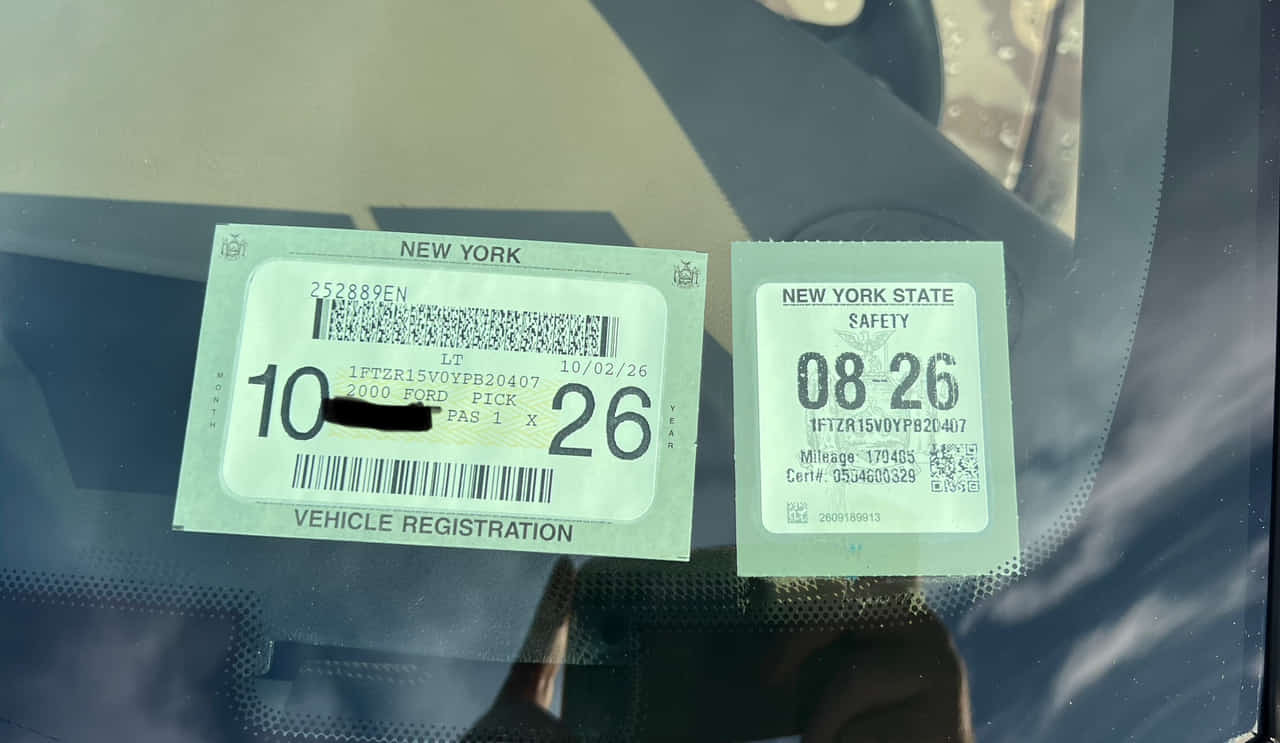 NEW YORK
252889EN
LT
10/02/26
1FTZR15V0YPB20407
2000 FORD PICK
PAS 1 X
MONTH
10
26
YEAR
VEHICLE REGISTRATION
NEW YORK STATE
SAFETY
08-26
1FTZR15V0YPB20407
Mileage: 170485
Cert#: 0554600329
2609189913